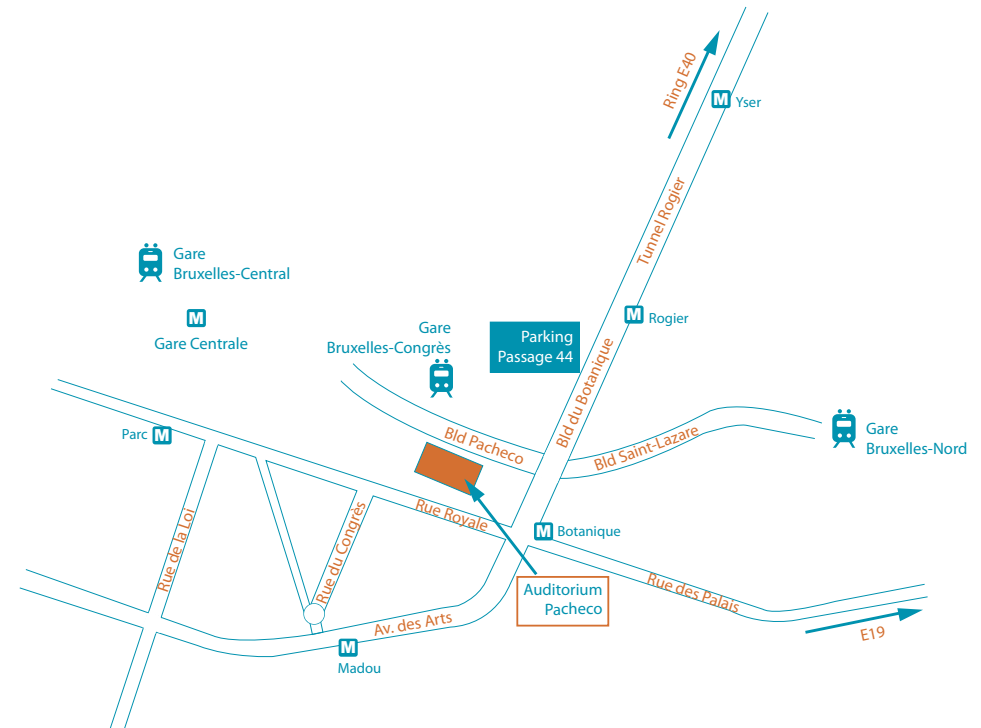 Ring E40
M Yser
Tunnel Rogier
Gare
Bruxelles-Central
M
Gare Centrale
M Rogier
Gare
Bruxelles-Congrès
Parking
Passage 44
Bld du Botanique
Bld Pacheco
Bld Saint-Lazare
Gare
Bruxelles-Nord
Parc M
Rue Royale
Rue de la Loi
Rue du Congrès
M Botanique
Auditorium
Pacheco
Rue des Palais
E19
Av. des Arts
M
Madou